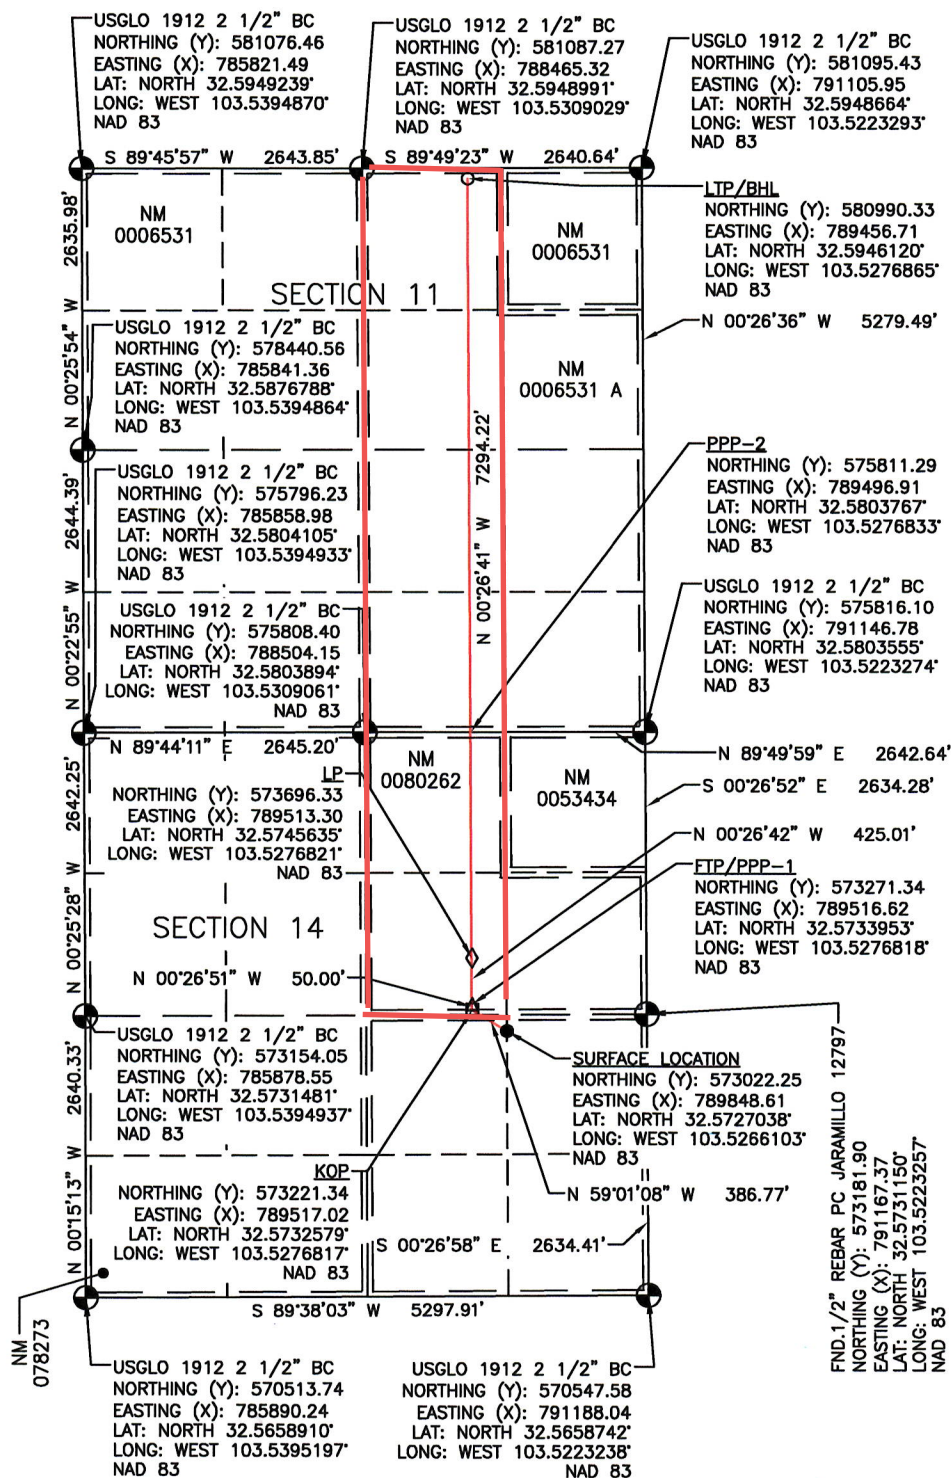 USGLO 1912 2 1/2" BC
NORTHING (Y): 581076.46
EASTING (X): 785821.49
LAT: NORTH 32.5949239°
LONG: WEST 103.5394870°
NAD 83
USGLO 1912 2 1/2" BC
NORTHING (Y): 581087.27
EASTING (X): 788465.32
LAT: NORTH 32.5948991°
LONG: WEST 103.5309029°
NAD 83
USGLO 1912 2 1/2" BC
NORTHING (Y): 581095.43
EASTING (X): 791105.95
LAT: NORTH 32.5948664°
LONG: WEST 103.5223293°
NAD 83
S 89°45'57" W 2643.85'
S 89°49'23" W 2640.64'
LTP/BHL
NORTHING (Y): 580990.33
EASTING (X): 789456.71
LAT: NORTH 32.5946120°
LONG: WEST 103.5276865°
NAD 83
NM
0006531
NM
0006531
SECTION 11
N 00°25'54" W 2635.98'
N 00°26'36" W 5279.49'
USGLO 1912 2 1/2" BC
NORTHING (Y): 578440.56
EASTING (X): 785841.36
LAT: NORTH 32.5876788°
LONG: WEST 103.5394864°
NAD 83
NM
0006531 A
N 00°26'41" W 7294.22'
PPP-2
NORTHING (Y): 575811.29
EASTING (X): 789496.91
LAT: NORTH 32.5803767°
LONG: WEST 103.5276833°
NAD 83
USGLO 1912 2 1/2" BC
NORTHING (Y): 575796.23
EASTING (X): 785858.98
LAT: NORTH 32.5804105°
LONG: WEST 103.5394933°
NAD 83
N 00°22'55" W 2644.39'
USGLO 1912 2 1/2" BC
NORTHING (Y): 575808.40
EASTING (X): 788504.15
LAT: NORTH 32.5803894°
LONG: WEST 103.5309061°
NAD 83
USGLO 1912 2 1/2" BC
NORTHING (Y): 575816.10
EASTING (X): 791146.78
LAT: NORTH 32.5803555°
LONG: WEST 103.5223274°
NAD 83
N 89°44'11" E 2645.20'
N 89°49'59" E 2642.64'
S 00°26'52" E 2634.28'
NM
0080262
NM
0053434
LP
NORTHING (Y): 573696.33
EASTING (X): 789513.30
LAT: NORTH 32.5745635°
LONG: WEST 103.5276821°
NAD 83
N 00°26'42" W 425.01'
FTP/PPP-1
NORTHING (Y): 573271.34
EASTING (X): 789516.62
LAT: NORTH 32.5733953°
LONG: WEST 103.5276818°
NAD 83
N 00°25'28" W 2642.25'
SECTION 14
N 00°26'51" W 50.00'
USGLO 1912 2 1/2" BC
NORTHING (Y): 573154.05
EASTING (X): 785878.55
LAT: NORTH 32.5731481°
LONG: WEST 103.5394937°
NAD 83
SURFACE LOCATION
NORTHING (Y): 573022.25
EASTING (X): 789848.61
LAT: NORTH 32.5727038°
LONG: WEST 103.5266103°
NAD 83
FND.1/2" REBAR PC JARAMILLO 12797
NORTHING (Y): 573181.90
EASTING (X): 791167.37
LAT: NORTH 32.5731150°
LONG: WEST 103.5223257°
NAD 83
N 00°15'13" W 2640.33'
KOP
NORTHING (Y): 573221.34
EASTING (X): 789517.02
LAT: NORTH 32.5732579°
LONG: WEST 103.5276817°
NAD 83
N 59°01'08" W 386.77'
S 00°26'58" E 2634.41'
S 89°38'03" W 5297.91'
NM
078273
USGLO 1912 2 1/2" BC
NORTHING (Y): 570513.74
EASTING (X): 785890.24
LAT: NORTH 32.5658910°
LONG: WEST 103.5395197°
NAD 83
USGLO 1912 2 1/2" BC
NORTHING (Y): 570547.58
EASTING (X): 791188.04
LAT: NORTH 32.5658742°
LONG: WEST 103.5223238°
NAD 83